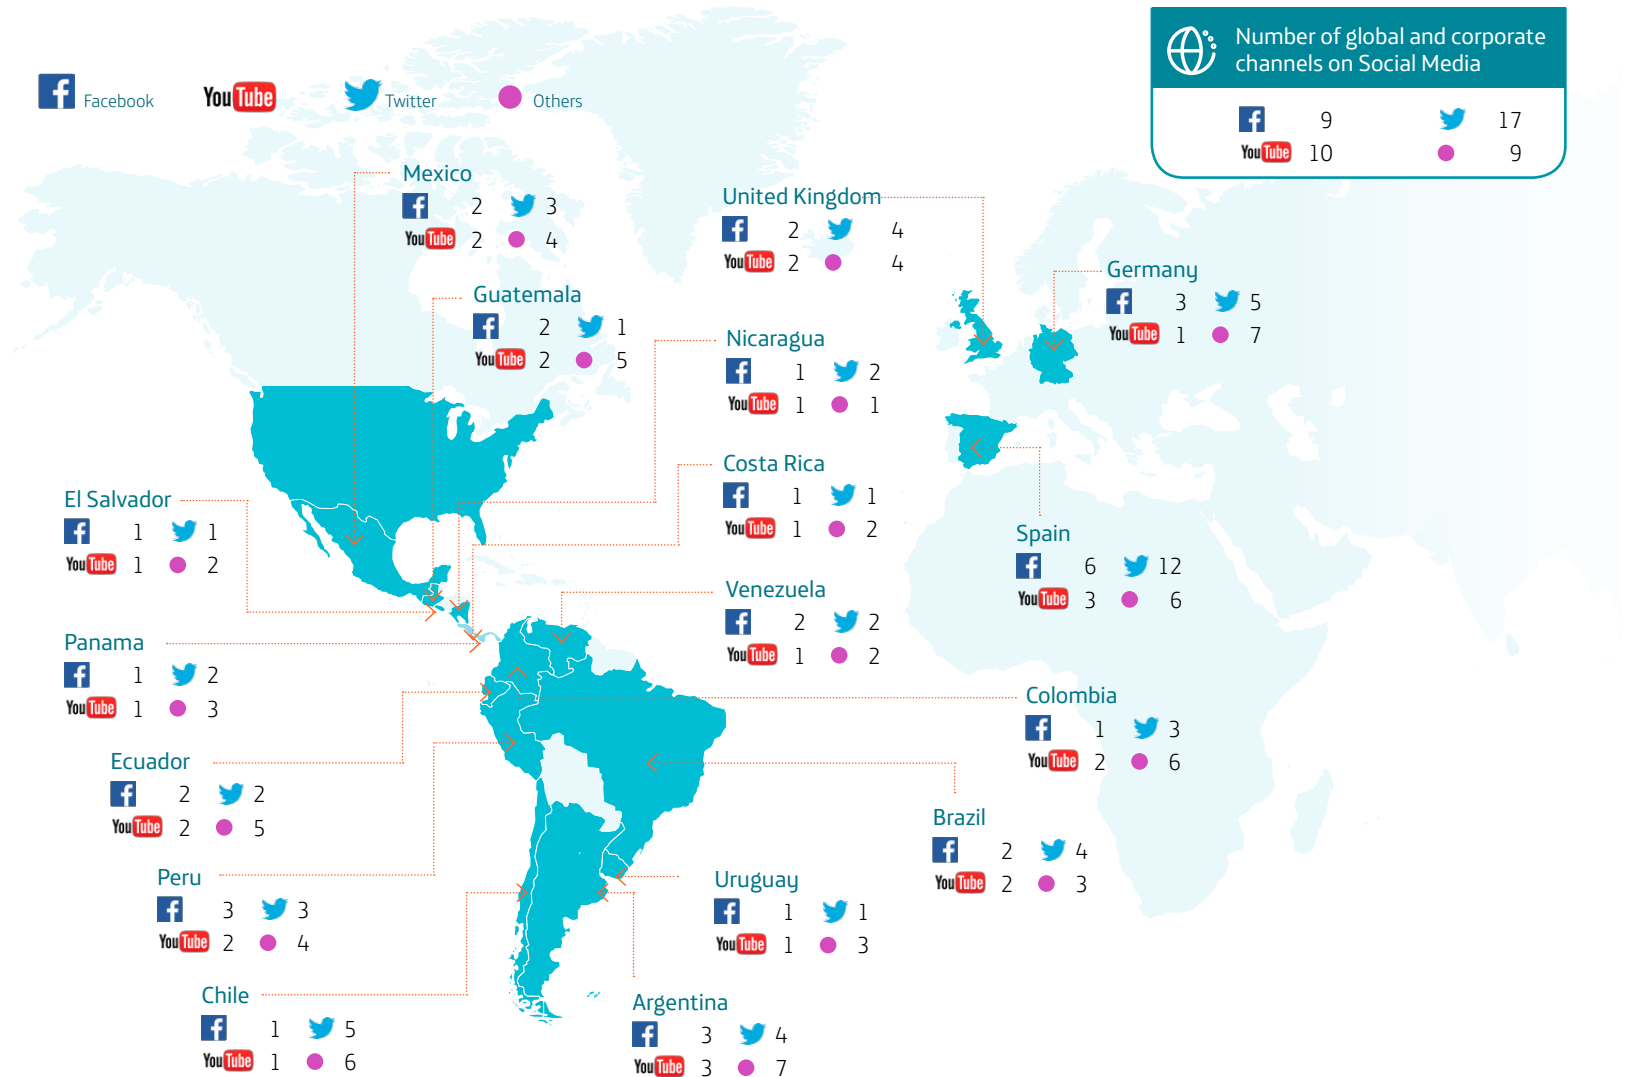 Number of global and corporate
channels on Social Media
9 17
YouTube 10 9
Facebook YouTube Twitter Others
Mexico
2 3
YouTube 2 4
United Kingdom
2 4
YouTube 2 4
Germany
3 5
YouTube 1 7
Guatemala
2 1
YouTube 2 5
Nicaragua
1 2
YouTube 1 1
Costa Rica
1 1
YouTube 1 2
El Salvador
1 1
YouTube 1 2
Spain
6 12
YouTube 3 6
Venezuela
2 2
YouTube 1 2
Panama
1 2
YouTube 1 3
Colombia
1 3
YouTube 2 6
Ecuador
2 2
YouTube 2 5
Brazil
2 4
YouTube 2 3
Peru
3 3
YouTube 2 4
Uruguay
1 1
YouTube 1 3
Chile
1 5
YouTube 1 6
Argentina
3 4
YouTube 3 7